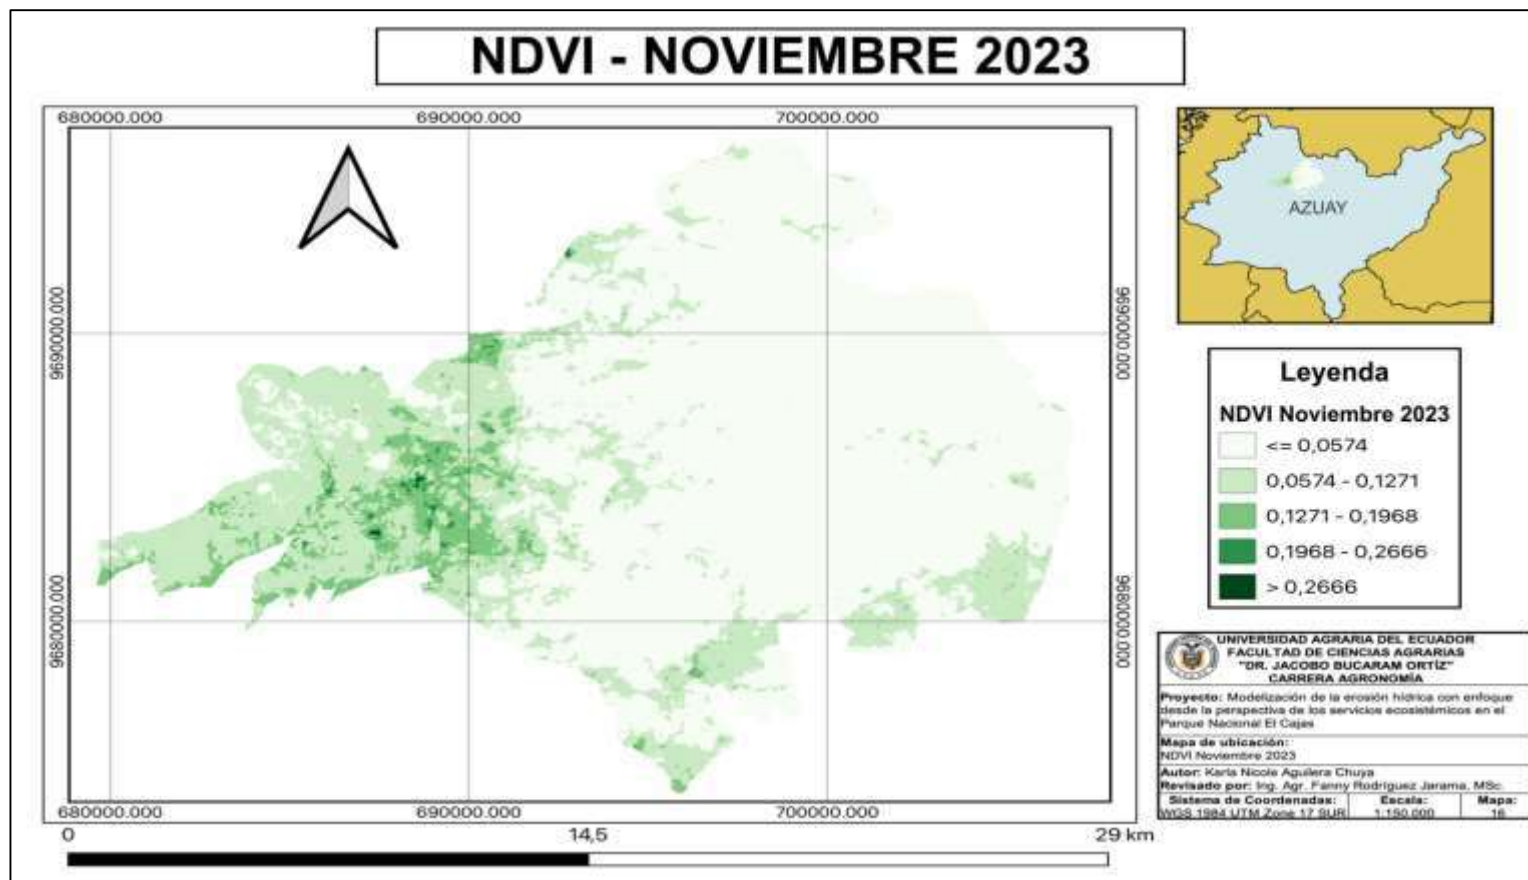 NDVI - NOVIEMBRE 2023
680000.000
690000.000
700000.000
9690000.000
9690000.000
9680000.000
9680000.000
680000.000
690000.000
700000.000
0
14,5
29 km
AZUAY
Leyenda
NDVI Noviembre 2023
<= 0,0574
0,0574 - 0,1271
0,1271 - 0,1968
0,1968 - 0,2666
> 0,2666
UNIVERSIDAD AGRARIA DEL ECUADOR
FACULTAD DE CIENCIAS AGRARIAS
"DR. JACOBO BUCARAM ORTÍZ"
CARRERA AGRONOMÍA
Proyecto: Modelización de la erosión hídrica con enfoque
desde la perspectiva de los servicios ecosistémicos en el
Parque Nacional El Cajas
Mapa de ubicación:
NDVI Noviembre 2023
Autor: Karla Nicole Aguilera Chuya
Revisado por: Ing. Agr. Fanny Rodríguez Jarama, MSc.
Sistema de Coordenadas: Escala: Mapa:
WGS 1984 UTM Zone 17 SUR 1:150.000 16